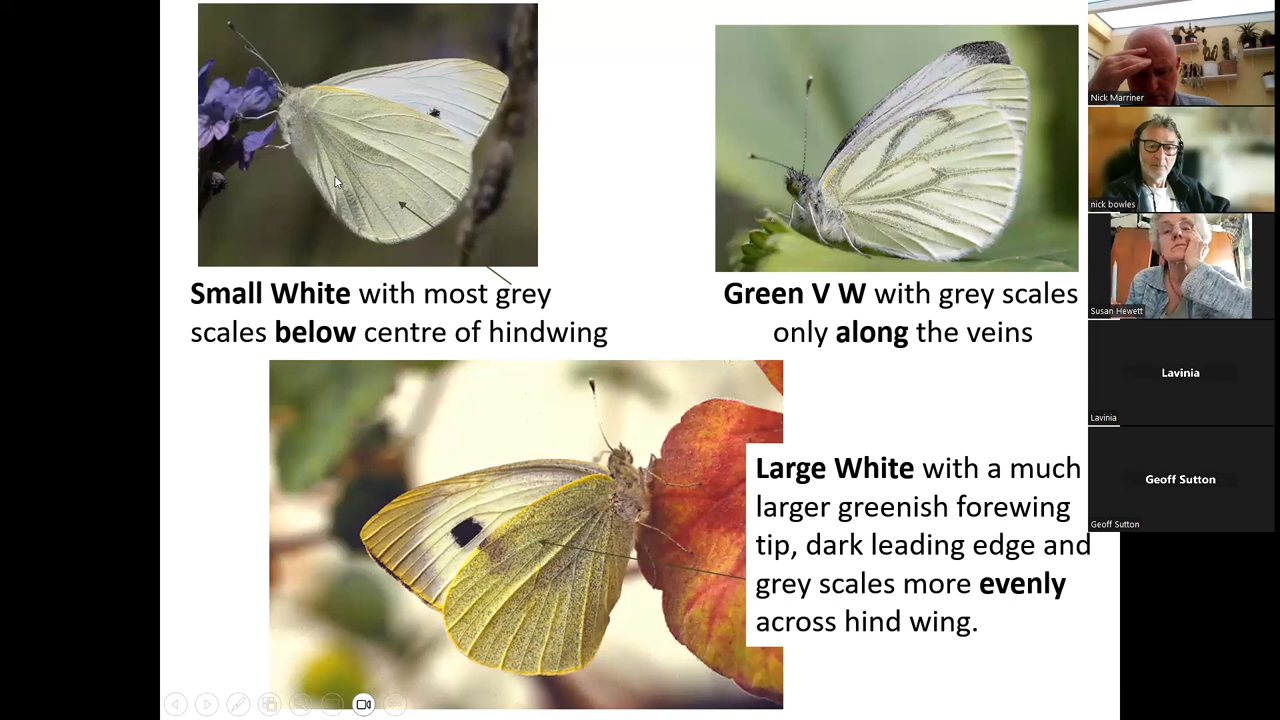 Small White with most grey
scales below centre of hindwing
Green V W with grey scales
only along the veins
Large White with a much
larger greenish forewing
tip, dark leading edge and
grey scales more evenly
across hind wing.
Nick Marriner
nick bowles
Susan Hewett
Lavinia
Lavinia
Geoff Sutton
Geoff Sutton